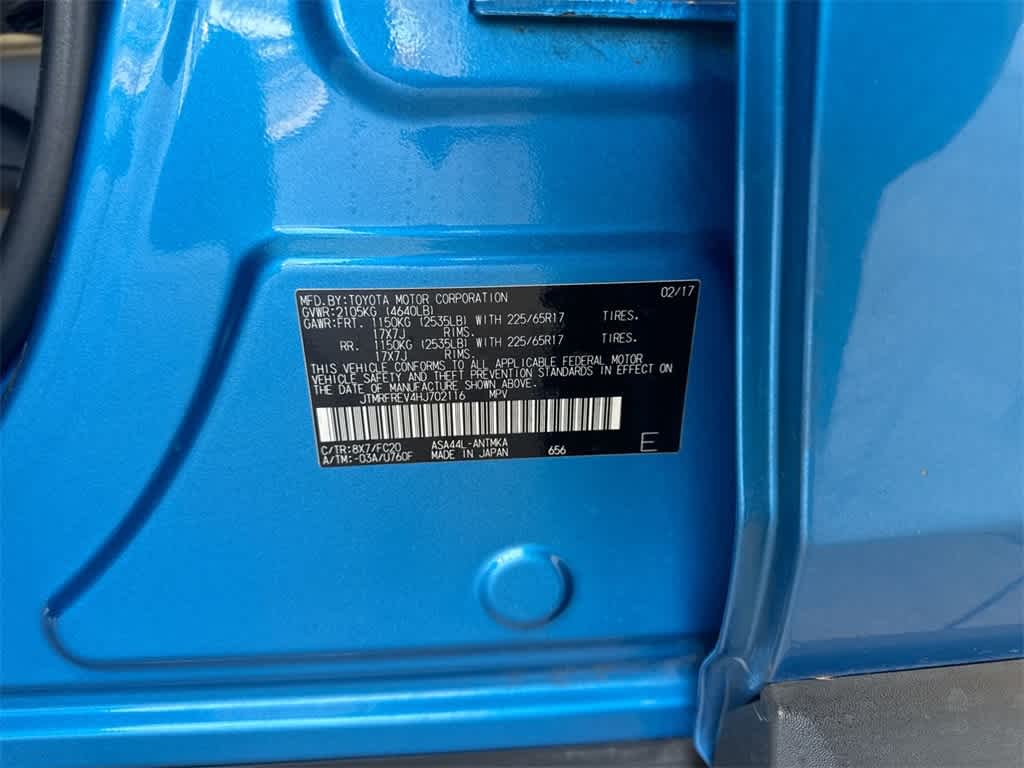 MFD. BY: TOYOTA MOTOR CORPORATION 02/17
GVWR: 2105KG (4640LB)
GAWR: FRT. 1150KG (2535LB) WITH 225/65R17 TIRES.
17X7J RIMS.
RR. 1150KG (2535LB) WITH 225/65R17 TIRES.
17X7J RIMS.
THIS VEHICLE CONFORMS TO ALL APPLICABLE FEDERAL MOTOR
VEHICLE SAFETY AND THEFT PREVENTION STANDARDS IN EFFECT ON
THE DATE OF MANUFACTURE SHOWN ABOVE.
JTMRFREV4HJ702116 MPV
C/TR: 8X7/FC20 ASA44L-ANTMKA
A/TM: -03A/U760F MADE IN JAPAN 656 E